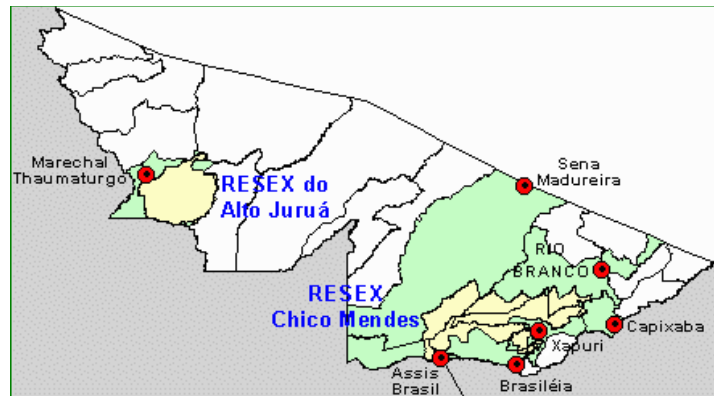 Marechal
Thaumaturgo
RESEX do
Alto Juruá
Sena
Madureira
RIO
BRANCO
RESEX
Chico Mendes
Capixaba
Xapuri
Assis
Brasil
Brasiléia